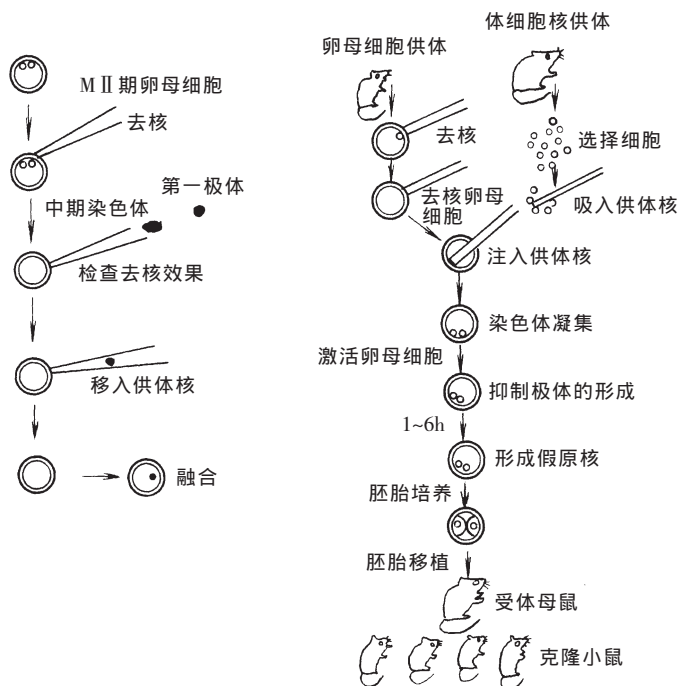 MⅡ期卵母细胞
去核
第一极体
中期染色体
检查去核效果
移入供体核
融合
体细胞核供体
卵母细胞供体
去核
选择细胞
去核卵母
细胞
吸入供体核
注入供体核
染色体凝集
激活卵母细胞
抑制极体的形成
1~6h
形成假原核
胚胎培养
胚胎移植
受体母鼠
克隆小鼠